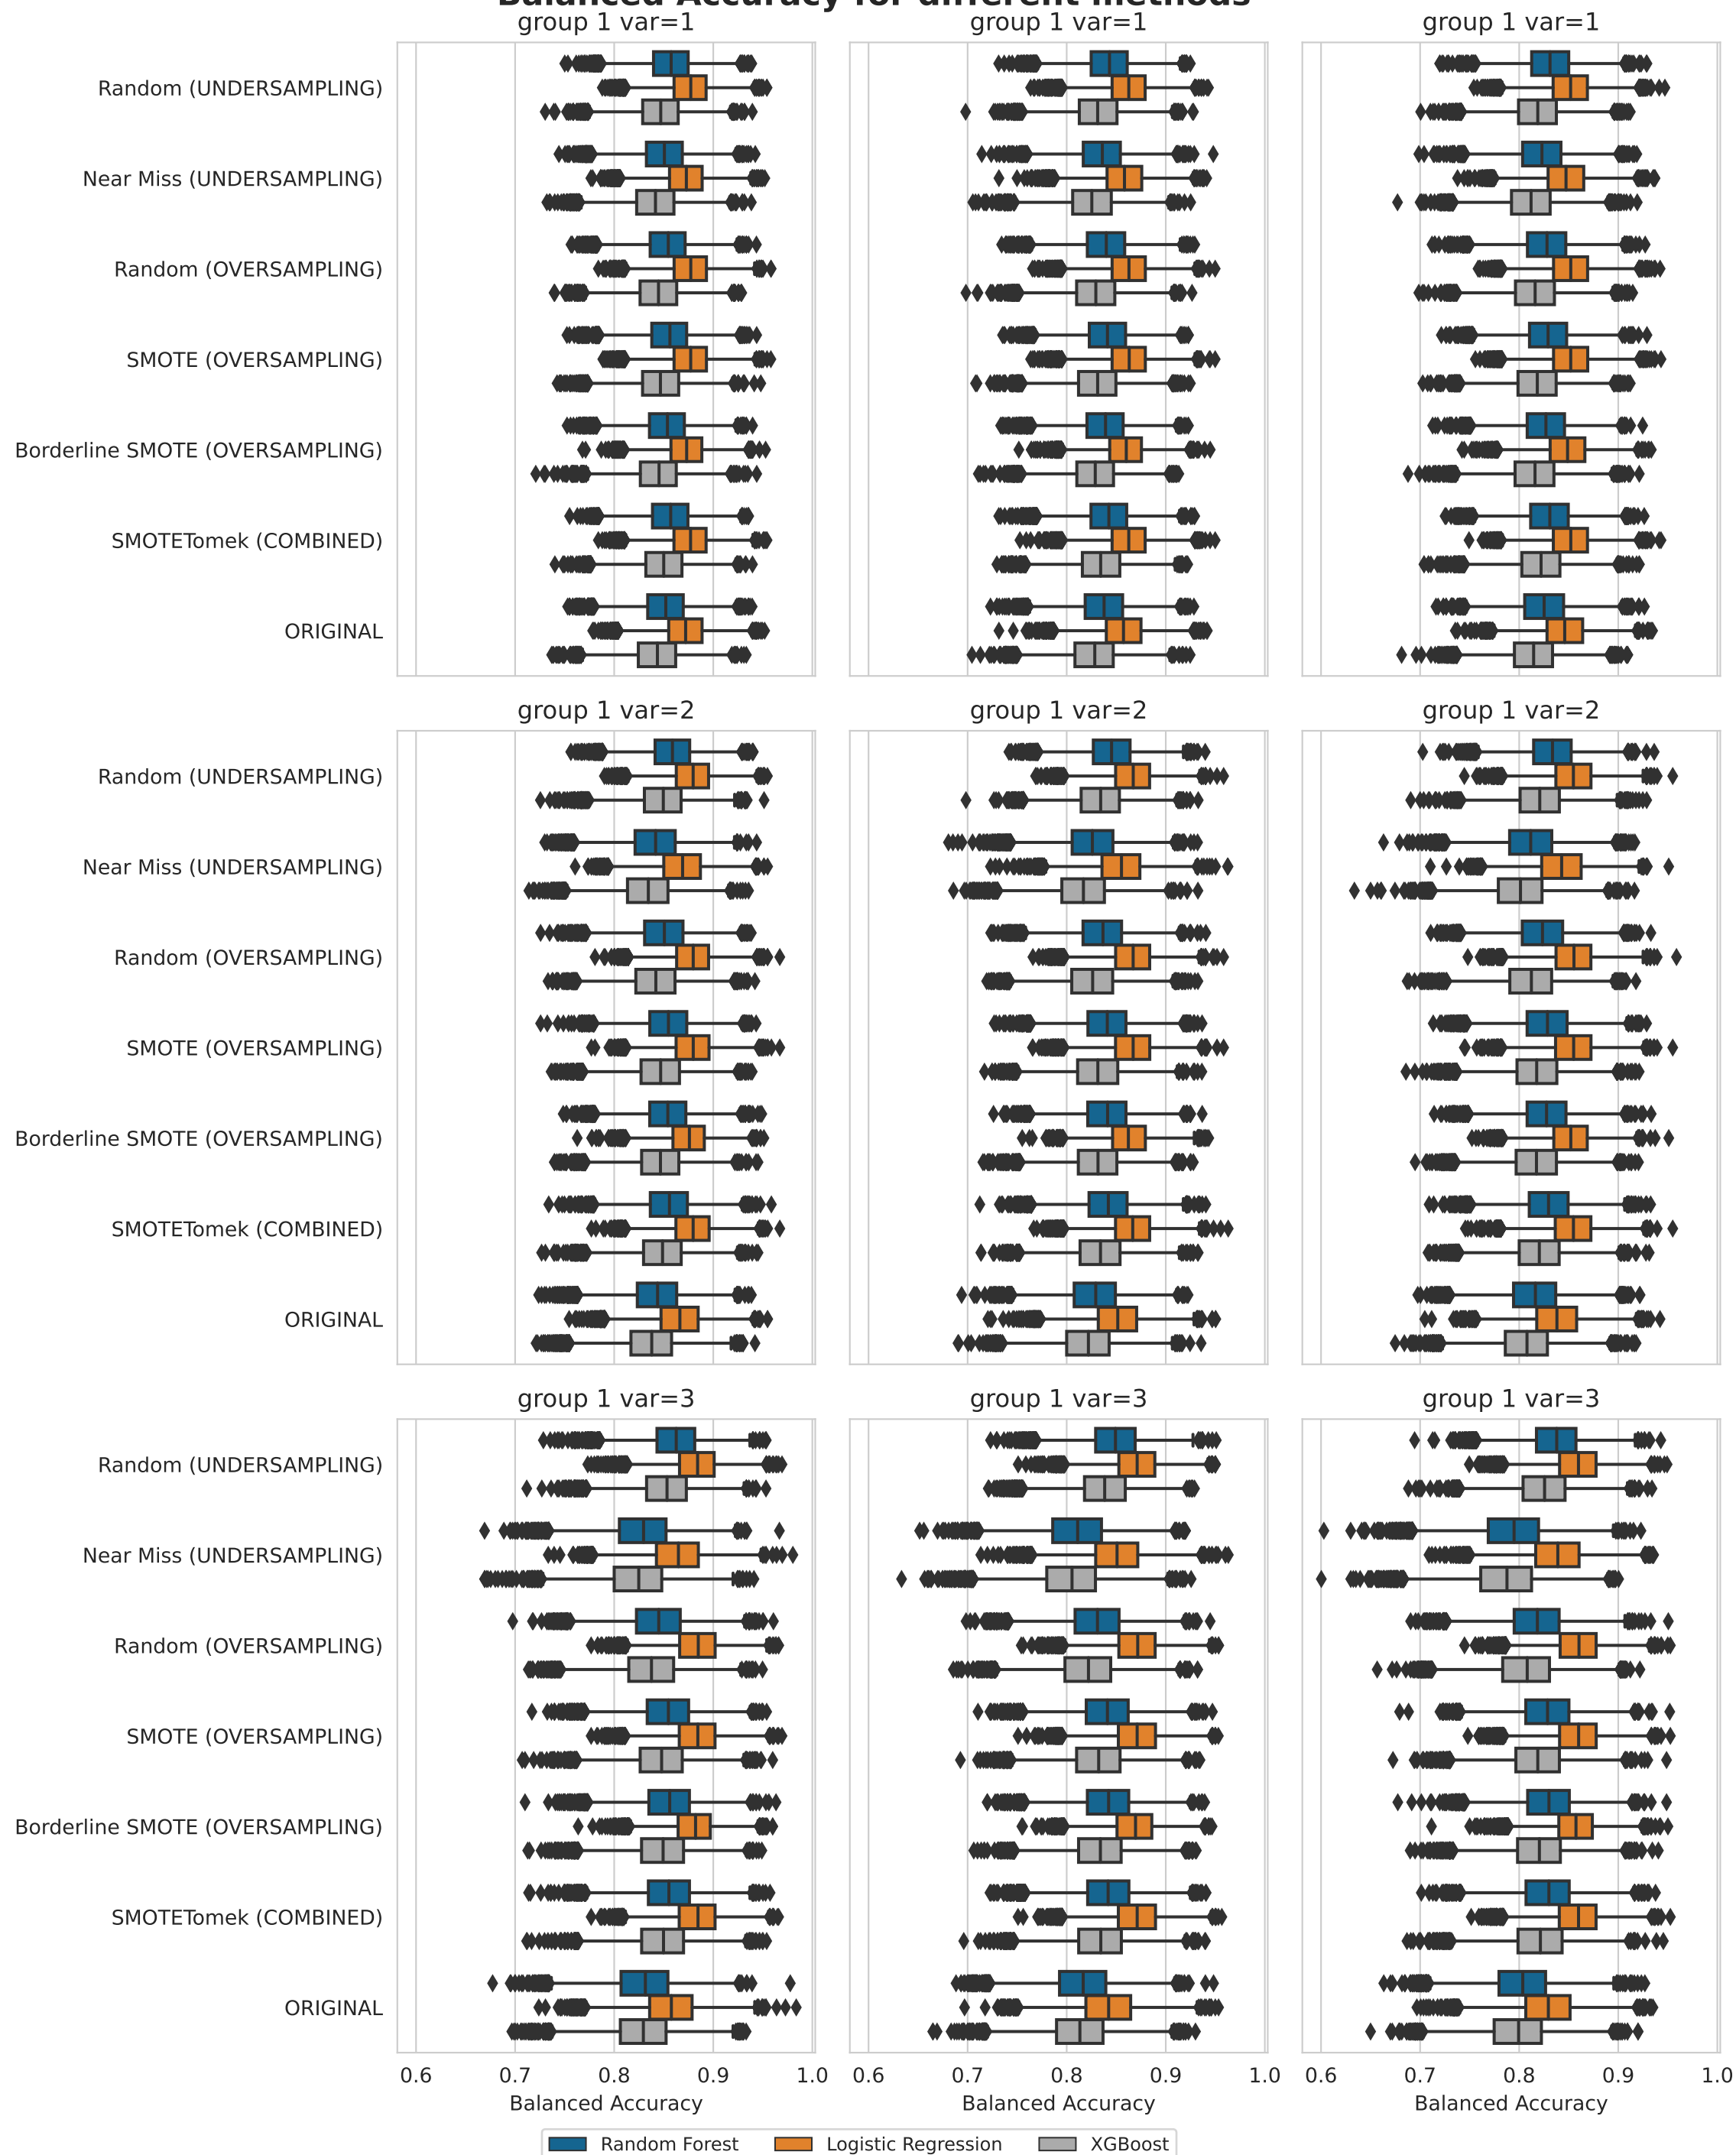 Balanced Accuracy for different methods
group 1 var=1 group 1 var=1 group 1 var=1
Random (UNDERSAMPLING)
Near Miss (UNDERSAMPLING)
Random (OVERSAMPLING)
SMOTE (OVERSAMPLING)
Borderline SMOTE (OVERSAMPLING)
SMOTETomek (COMBINED)
ORIGINAL
group 1 var=2 group 1 var=2 group 1 var=2
Random (UNDERSAMPLING)
Near Miss (UNDERSAMPLING)
Random (OVERSAMPLING)
SMOTE (OVERSAMPLING)
Borderline SMOTE (OVERSAMPLING)
SMOTETomek (COMBINED)
ORIGINAL
group 1 var=3 group 1 var=3 group 1 var=3
Random (UNDERSAMPLING)
Near Miss (UNDERSAMPLING)
Random (OVERSAMPLING)
SMOTE (OVERSAMPLING)
Borderline SMOTE (OVERSAMPLING)
SMOTETomek (COMBINED)
ORIGINAL
0.6 0.7 0.8 0.9 1.0 0.6 0.7 0.8 0.9 1.0 0.6 0.7 0.8 0.9 1.0
Balanced Accuracy Balanced Accuracy Balanced Accuracy
Random Forest Logistic Regression XGBoost